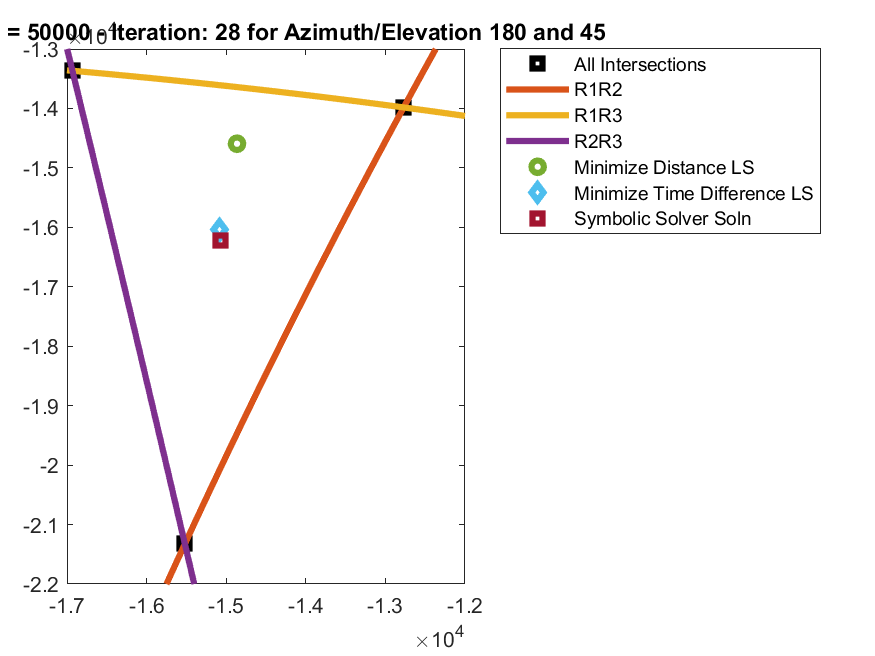 = 50000 - Iteration: 28 for Azimuth/Elevation 180 and 45
×10⁴
-1.3
-1.4
-1.5
-1.6
-1.7
-1.8
-1.9
-2
-2.1
-2.2
-1.7 -1.6 -1.5 -1.4 -1.3 -1.2
×10⁴
All Intersections
R1R2
R1R3
R2R3
Minimize Distance LS
Minimize Time Difference LS
Symbolic Solver Soln